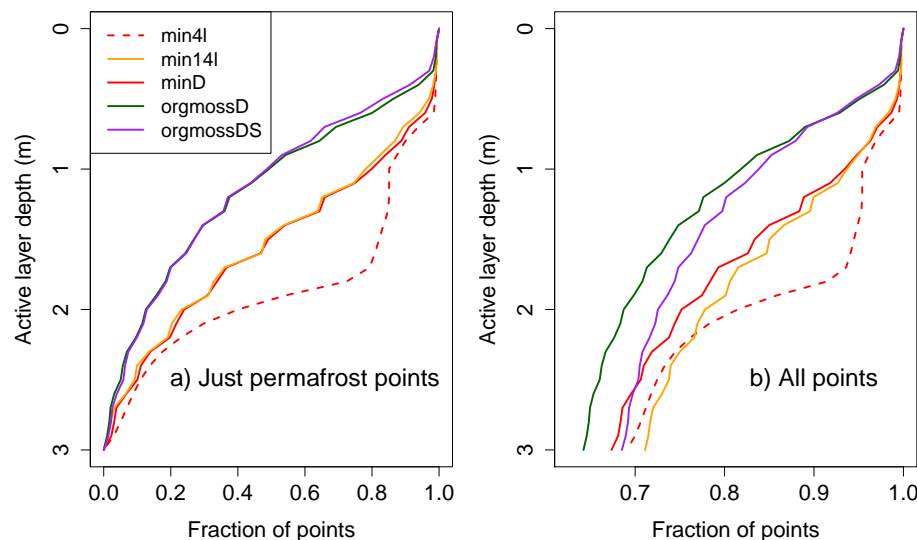 min4l
min14l
minD
orgmossD
orgmossDS
Active layer depth (m)
0
1
2
3
a) Just permafrost points
0.0 0.2 0.4 0.6 0.8 1.0
Fraction of points
Active layer depth (m)
0
1
2
3
b) All points
0.7 0.8 0.9 1.0
Fraction of points